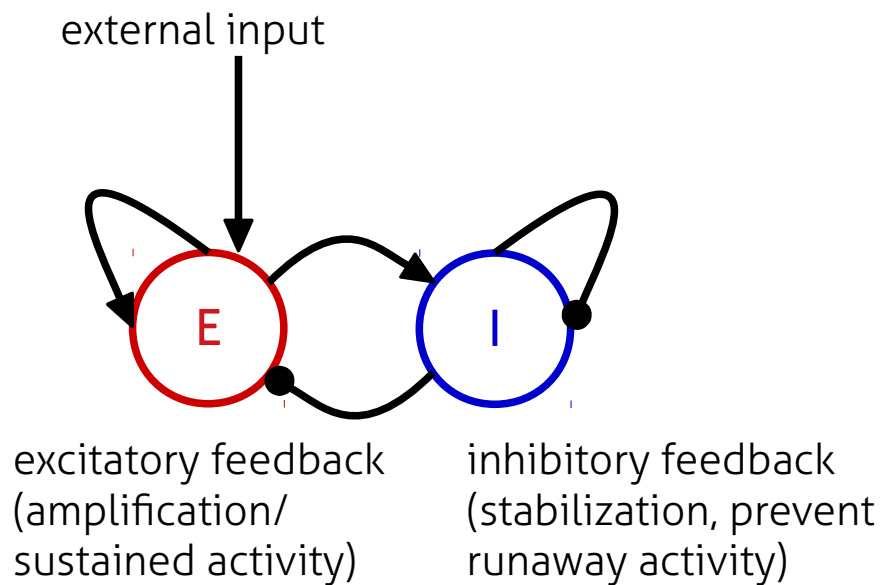 external input
E
I
excitatory feedback
(amplification/
sustained activity)
inhibitory feedback
(stabilization, prevent
runaway activity)